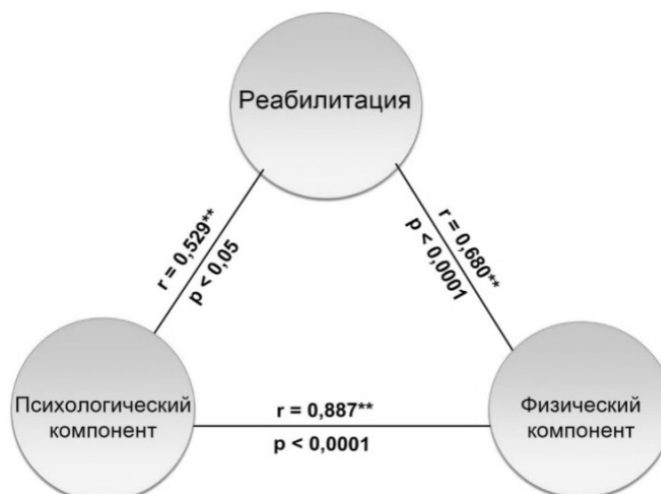 Реабилитация
r = 0,529**
p < 0,05
r = 0,680**
p < 0,0001
Психологический
компонент
r = 0,887**
p < 0,0001
Физический
компонент